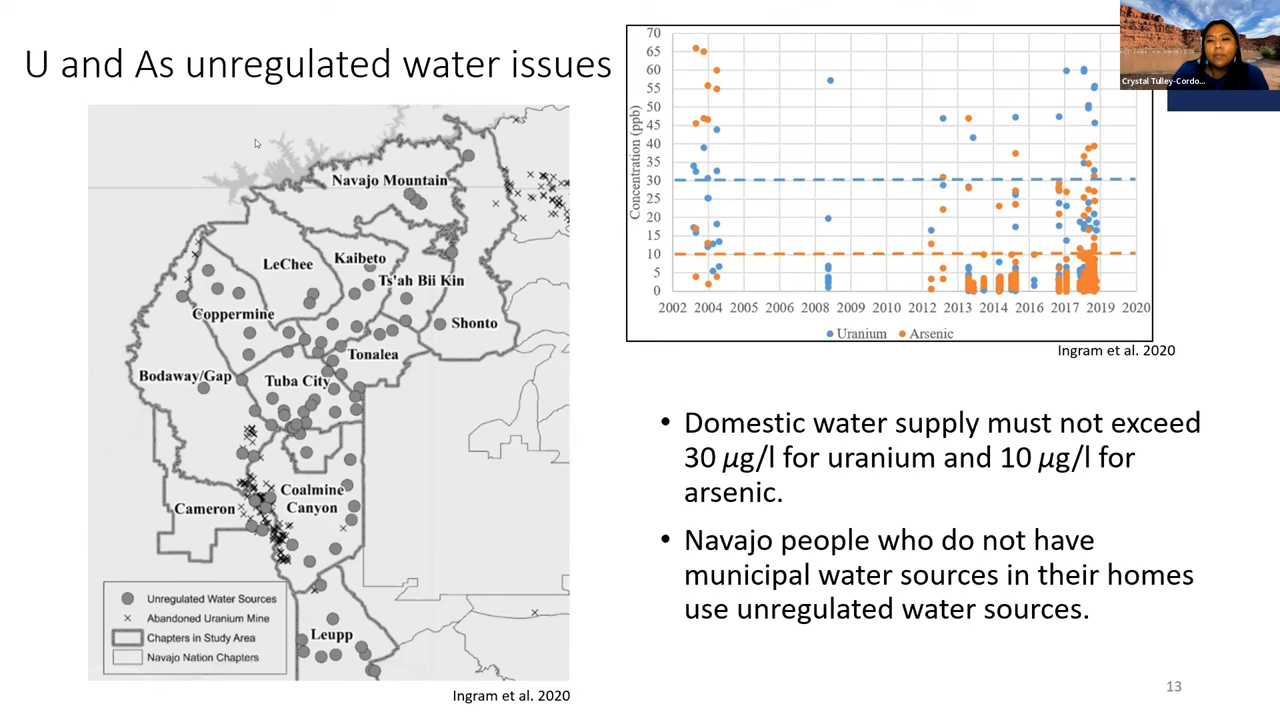 U and As unregulated water issues
Navajo Mountain
LeChee
Kaibeto
Ts'ah Bii Kin
Coppermine
Shonto
Tonalea
Bodaway/Gap
Tuba City
Coalmine
Canyon
Cameron
Leupp
Unregulated Water Sources
Abandoned Uranium Mine
Chapters in Study Area
Navajo Nation Chapters
Ingram et al. 2020
Concentration (ppb)
70
65
60
55
50
45
40
35
30
25
20
15
10
5
0
2002 2004 2005 2006 2008 2009 2010 2012 2013 2014 2016 2017 2019 2020
Uranium Arsenic
Ingram et al. 2020
Crystal Tulley-Cordo...
• Domestic water supply must not exceed
30 𝜇g/l for uranium and 10 𝜇g/l for
arsenic.
• Navajo people who do not have
municipal water sources in their homes
use unregulated water sources.
13